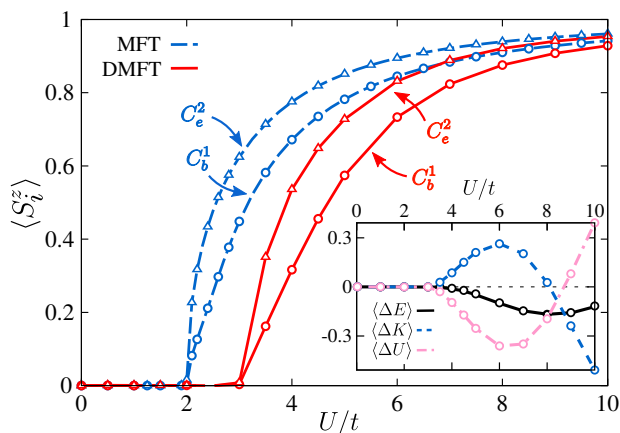 1
0.8
0.6
0.4
0.2
0
⟨S_i^z⟩
MFT
DMFT
C_e^2
C_b^1
C_e^2
C_b^1
U/t
0 2 4 6 8 10
0.3
0
-0.3
⟨ΔE⟩
⟨ΔK⟩
⟨ΔU⟩
0 2 4 6 8 10
U/t